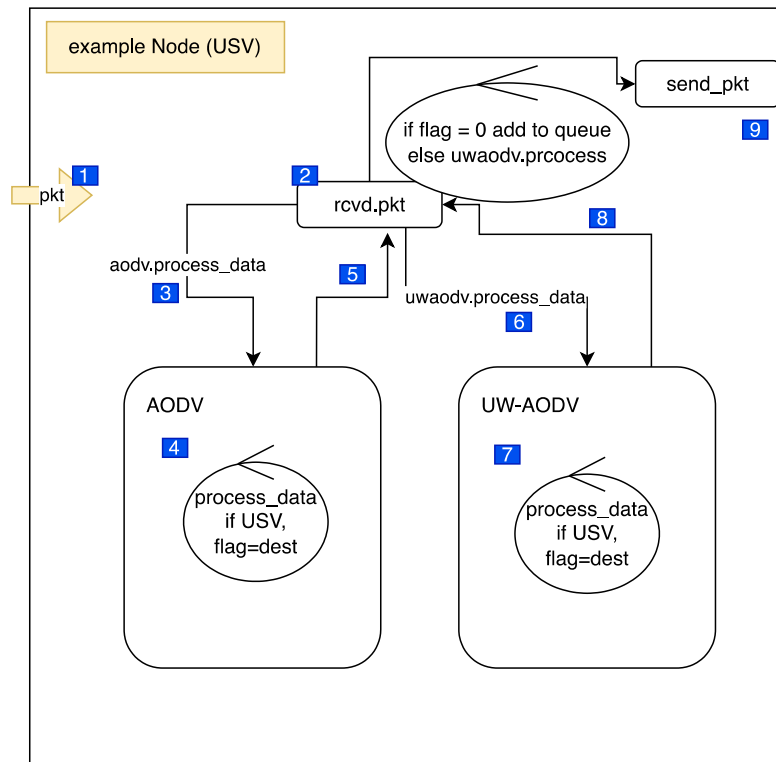 example Node (USV)
send_pkt
9
if flag = 0 add to queue
else uwaodv.prcocess
1
pkt
2
rcvd.pkt
8
aodv.process_data
3
5
uwaodv.process_data
6
AODV
4
process_data
if USV,
flag=dest
UW-AODV
7
process_data
if USV,
flag=dest